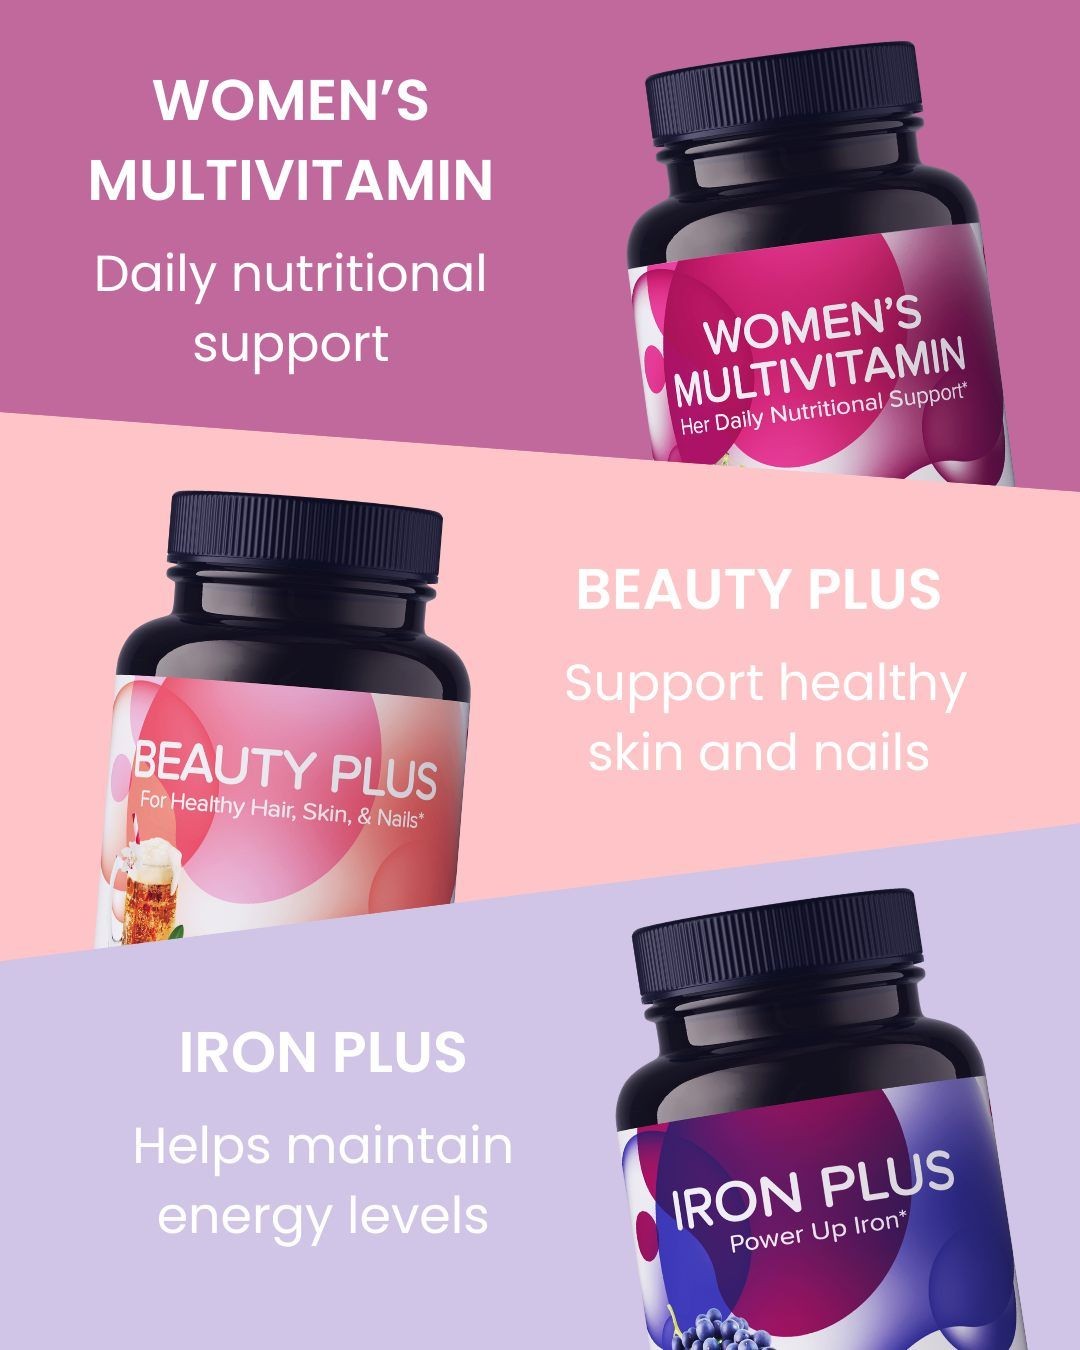 WOMEN’S
MULTIVITAMIN
Daily nutritional
support
WOMEN’S
MULTIVITAMIN
Her Daily Nutritional Support*
BEAUTY PLUS
For Healthy Hair, Skin, & Nails*
BEAUTY PLUS
Support healthy
skin and nails
IRON PLUS
Helps maintain
energy levels
IRON PLUS
Power Up Iron*